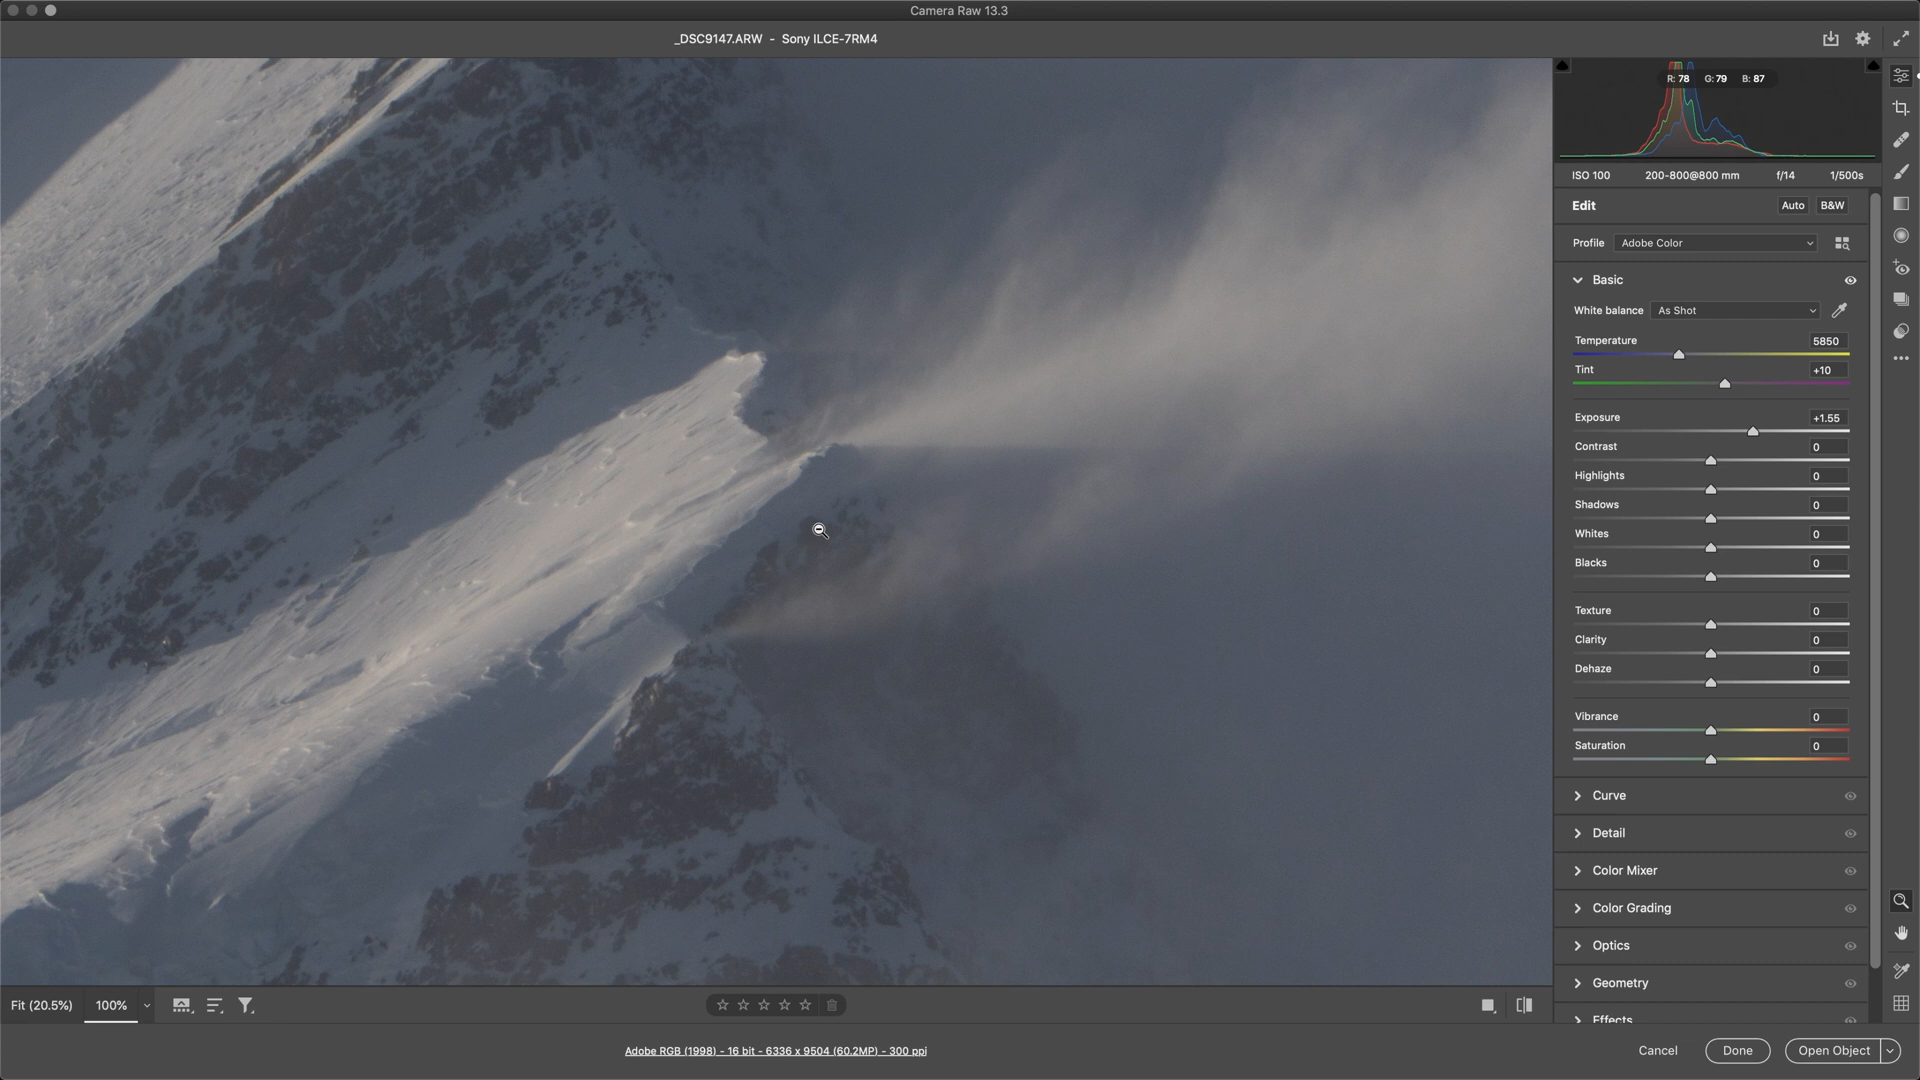 Camera Raw 13.3
_DSC9147.ARW - Sony ILCE-7RM4
R: 78 G: 79 B: 87
ISO 100 200-800@800 mm f/14 1/500s
Edit Auto B&W
Profile Adobe Color
Basic
White balance As Shot
Temperature 5850
Tint +10
Exposure +1.55
Contrast 0
Highlights 0
Shadows 0
Whites 0
Blacks 0
Texture 0
Clarity 0
Dehaze 0
Vibrance 0
Saturation 0
Curve
Detail
Color Mixer
Color Grading
Optics
Geometry
Effects
Fit (20.5%) 100%
Adobe RGB (1998) - 16 bit - 6336 x 9504 (60.2MP) - 300 ppi
Cancel Done Open Object